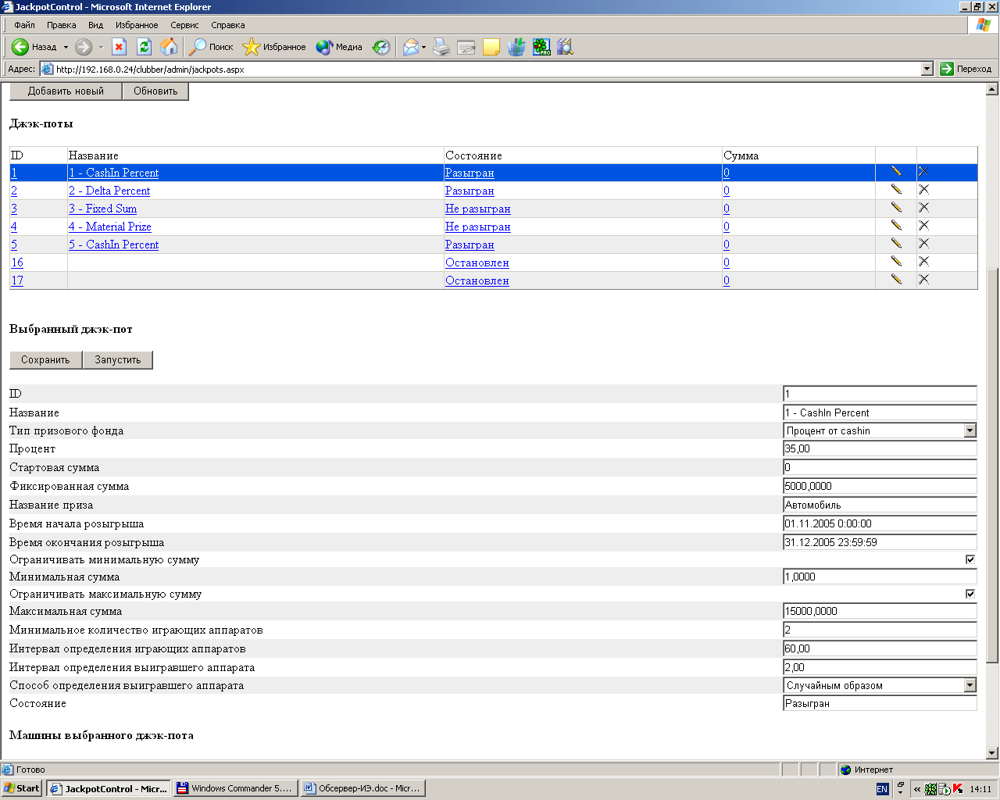 JackpotControl - Microsoft Internet Explorer
Файл Правка Вид Избранное Сервис Справка
Назад Поиск Избранное Медиа PRO
Адрес: http://192.168.0.24/clubber/admin/jackpots.aspx Переход
Добавить новый Обновить
Джэк-поты
ID Название Состояние Сумма
1 1 - CashIn Percent Разыгран 0
2 2 - Delta Percent Разыгран 0
3 3 - Fixed Sum Не разыгран 0
4 4 - Material Prize Не разыгран 0
5 5 - CashIn Percent Разыгран 0
16 Остановлен 0
17 Остановлен 0
Выбранный джэк-пот
Сохранить Запустить
ID 1
Название 1 - CashIn Percent
Тип призового фонда Процент от cashin
Процент 35,00
Стартовая сумма 0
Фиксированная сумма 5000,0000
Название приза Автомобиль
Время начала розыгрыша 01.11.2005 0:00:00
Время окончания розыгрыша 31.12.2005 23:59:59
Ограничивать минимальную сумму
Минимальная сумма 1,0000
Ограничивать максимальную сумму
Максимальная сумма 15000,0000
Минимальное количество играющих аппаратов 2
Интервал определения играющих аппаратов 60,00
Интервал определения выигравшего аппарата 2,00
Способ определения выигравшего аппарата Случайным образом
Состояние Разыгран
Машины выбранного джэк-пота
Готово Интернет
Start JackpotControl - Micr... Windows Commander 5.... Обсервер-ИЭ.doc - Micr... EN « 14:11